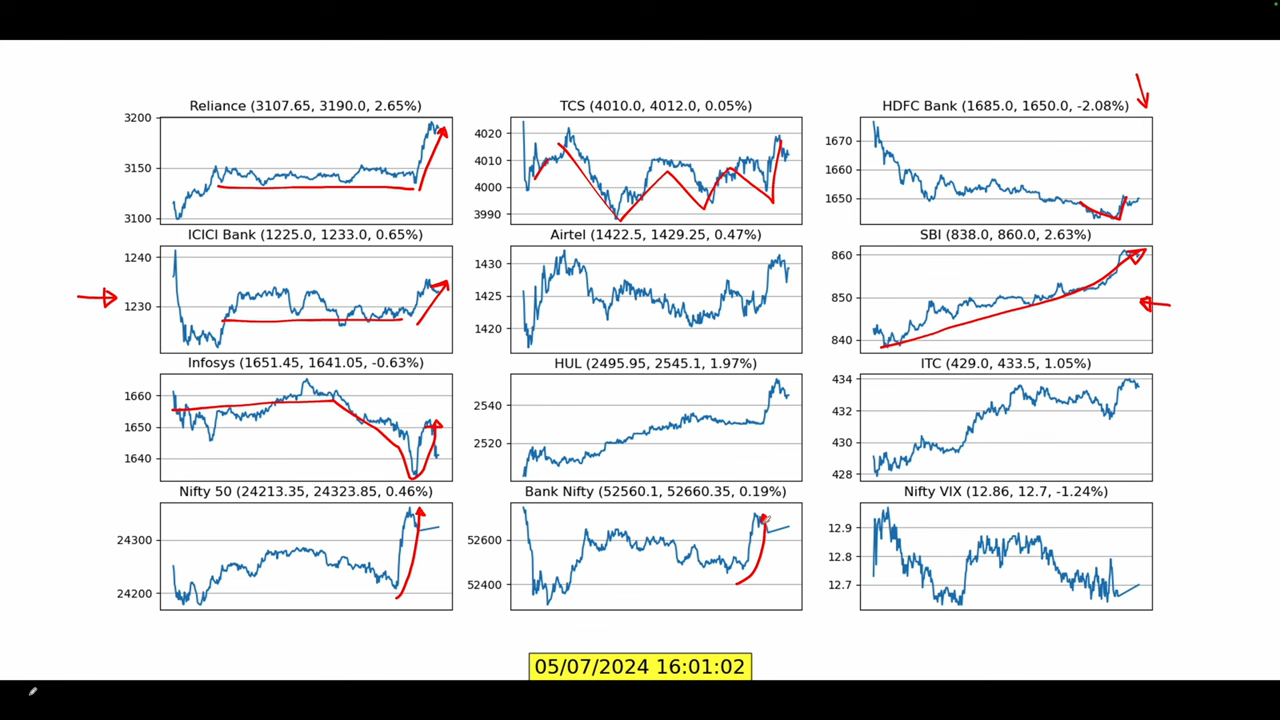 Reliance (3107.65, 3190.0, 2.65%)
3200
3150
3100
TCS (4010.0, 4012.0, 0.05%)
4020
4010
4000
3990
HDFC Bank (1685.0, 1650.0, -2.08%)
1670
1660
1650
ICICI Bank (1225.0, 1233.0, 0.65%)
1240
1230
Airtel (1422.5, 1429.25, 0.47%)
1430
1425
1420
SBI (838.0, 860.0, 2.63%)
860
850
840
Infosys (1651.45, 1641.05, -0.63%)
1660
1650
1640
HUL (2495.95, 2545.1, 1.97%)
2540
2520
ITC (429.0, 433.5, 1.05%)
434
432
430
428
Nifty 50 (24213.35, 24323.85, 0.46%)
24300
24200
Bank Nifty (52560.1, 52660.35, 0.19%)
52600
52400
Nifty VIX (12.86, 12.7, -1.24%)
12.9
12.8
12.7
05/07/2024 16:01:02